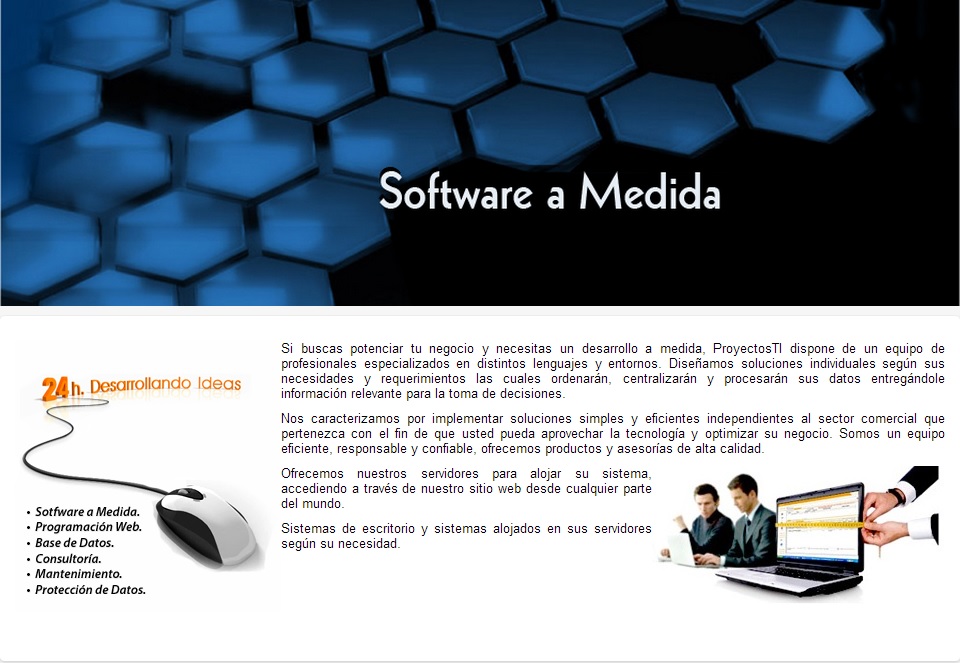 Software a Medida
24h. Desarrollando Ideas
• Sotfware a Medida.
• Programación Web.
• Base de Datos.
• Consultoría.
• Mantenimiento.
• Protección de Datos.
Si buscas potenciar tu negocio y necesitas un desarrollo a medida, ProyectosTI dispone de un equipo de
profesionales especializados en distintos lenguajes y entornos. Diseñamos soluciones individuales según sus
necesidades y requerimientos las cuales ordenarán, centralizarán y procesarán sus datos entregándole
información relevante para la toma de decisiones.
Nos caracterizamos por implementar soluciones simples y eficientes independientes al sector comercial que
pertenezca con el fin de que usted pueda aprovechar la tecnología y optimizar su negocio. Somos un equipo
eficiente, responsable y confiable, ofrecemos productos y asesorías de alta calidad.
Ofrecemos nuestros servidores para alojar su sistema,
accediendo a través de nuestro sitio web desde cualquier parte
del mundo.
Sistemas de escritorio y sistemas alojados en sus servidores
según su necesidad.